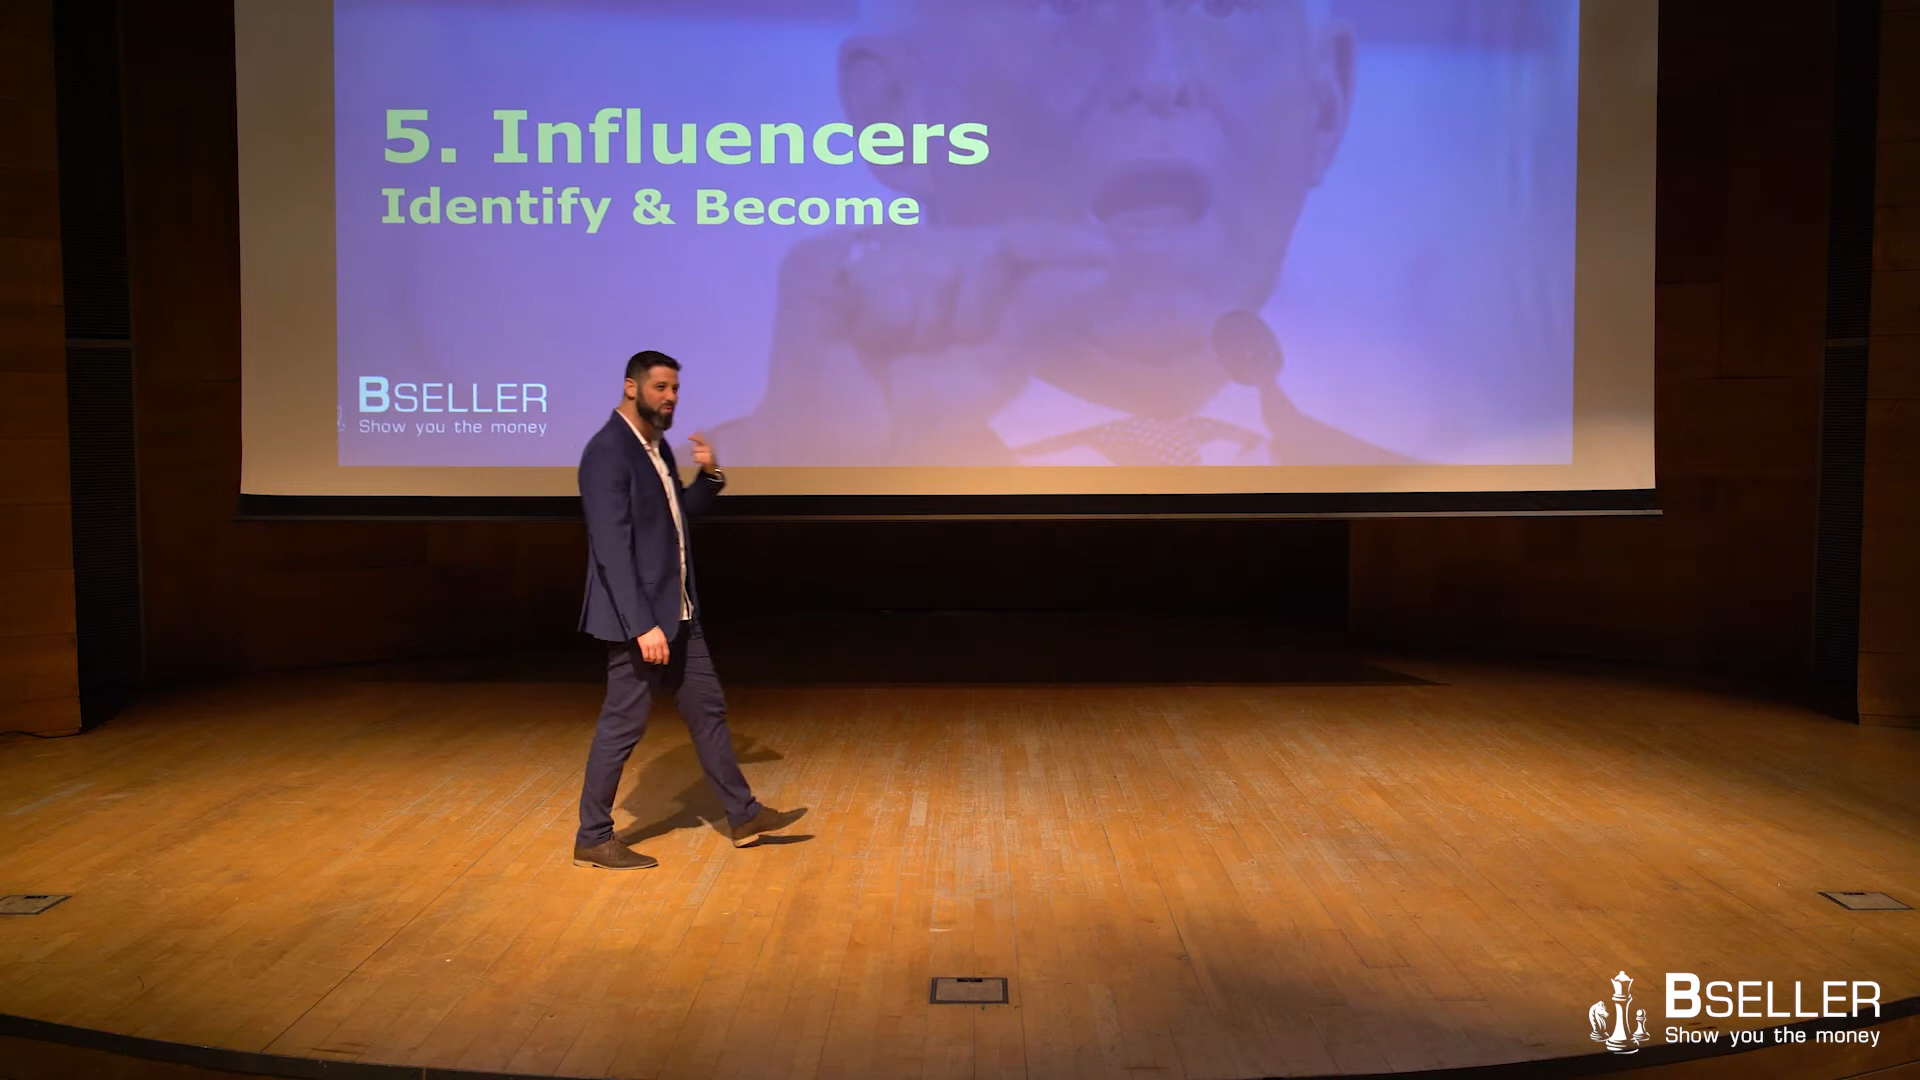 5. Influencers
Identify & Become
BSELLER
Show you the money
BSELLER
Show you the money